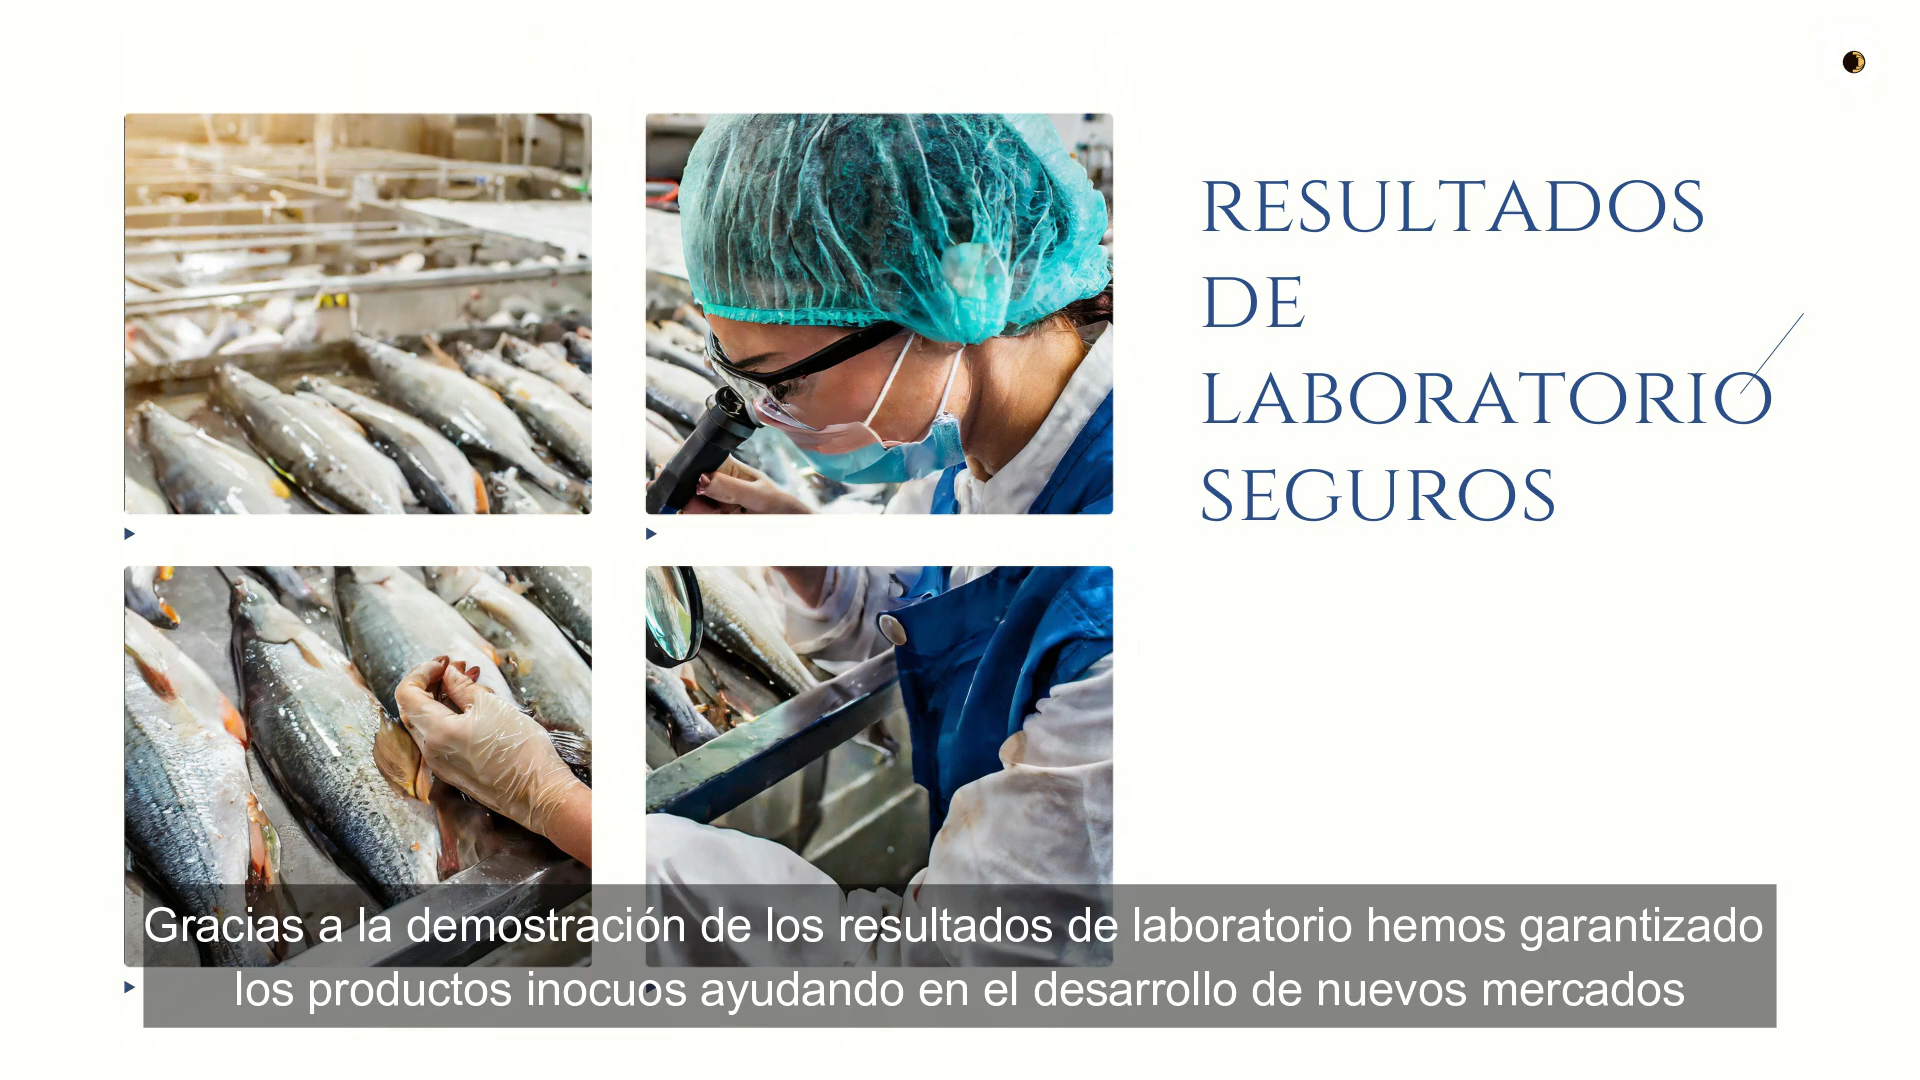 RESULTADOS
DE
LABORATORIO
SEGUROS
Gracias a la demostración de los resultados de laboratorio hemos garantizado
los productos inocuos ayudando en el desarrollo de nuevos mercados